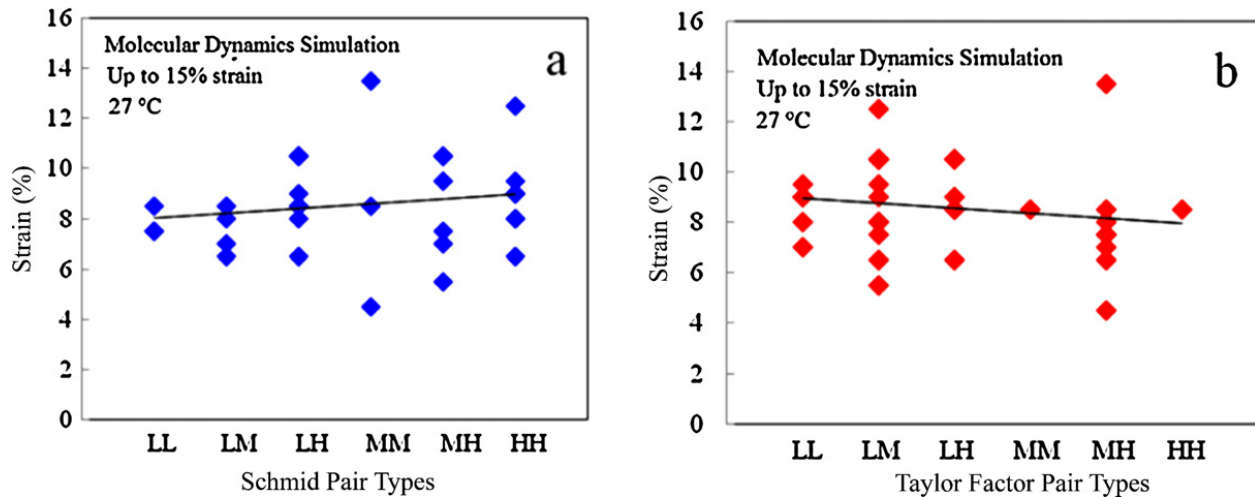 16
14
12
10
8
6
4
2
0
Strain (%)
Molecular Dynamics Simulation
Up to 15% strain
27 °C
a
LL LM LH MM MH HH
Schmid Pair Types
16
14
12
10
8
6
4
2
0
Strain (%)
Molecular Dynamics Simulation
Up to 15% strain
27 °C
b
LL LM LH MM MH HH
Taylor Factor Pair Types